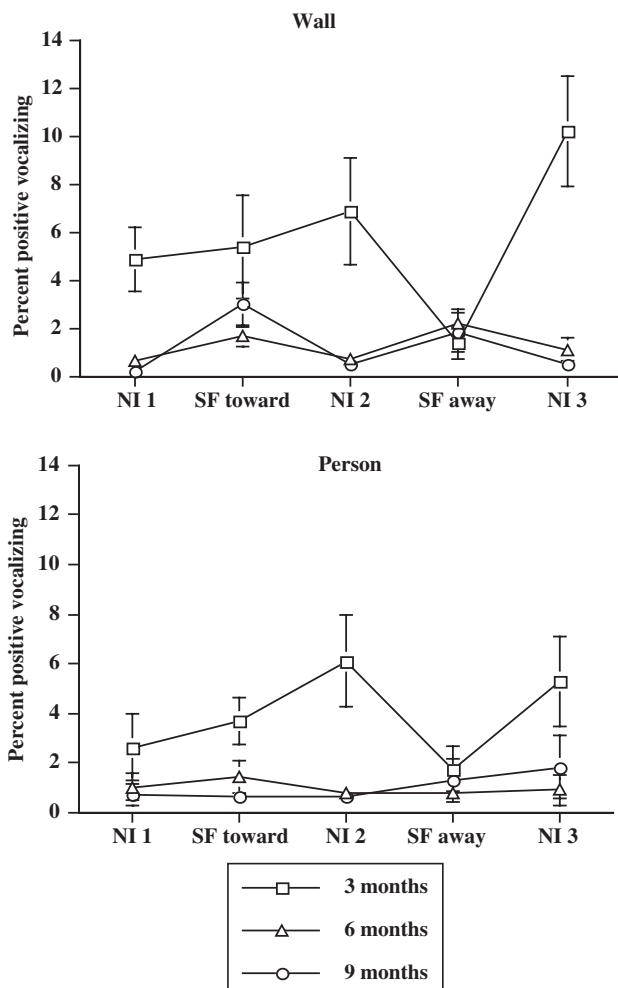 Wall
14
12
10
8
6
4
2
0
Percent positive vocalizing
NI 1 SF toward NI 2 SF away NI 3
Person
14
12
10
8
6
4
2
0
Percent positive vocalizing
NI 1 SF toward NI 2 SF away NI 3
3 months
6 months
9 months